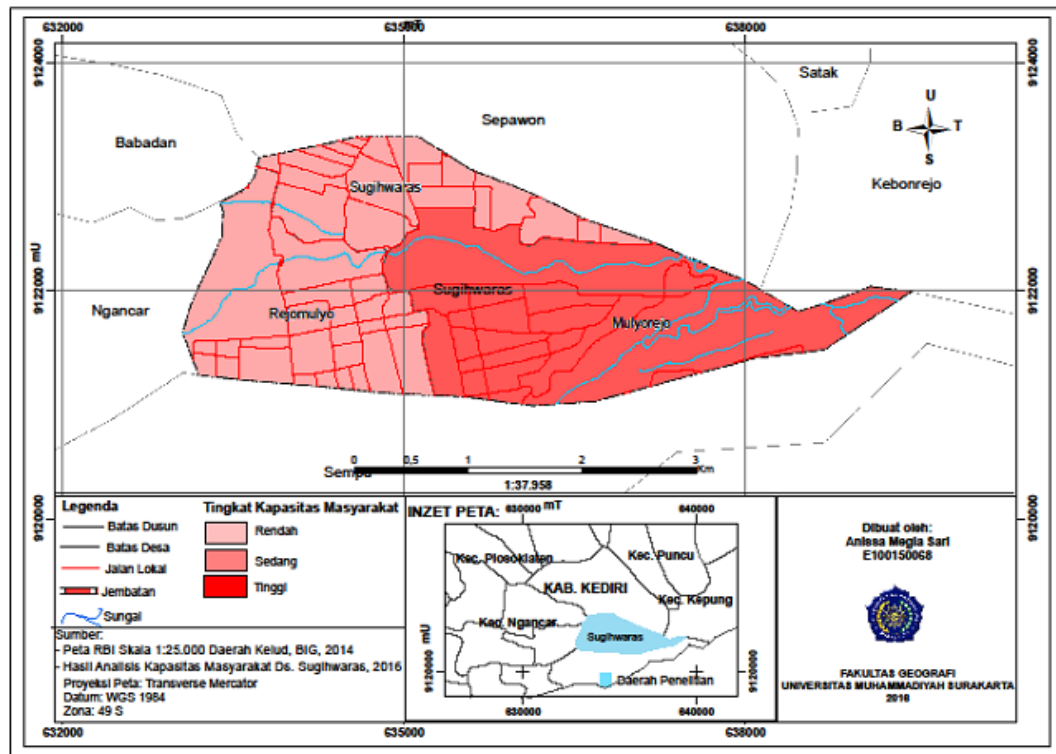 632000
635000
mT
638000
9124000
9124000
Satak
U
B
T
S
Babadan
Sepawon
Sugihwaras
Kebonrejo
9122000 mU
9122000
Ngancar
Rejomulyo
Sugihwaras
Mulyorejo
0
0,5
1
2
3
Km
Sempu
1:37.958
Legenda
Batas Dusun
Batas Desa
Jalan Lokal
Jembatan
Sungai
Tingkat Kapasitas Masyarakat
Rendah
Sedang
Tinggi
9120000
9120000
INZET PETA:
mT
630000
640000
Kec. Plosoklaten
Kec. Puncu
KAB. KEDIRI
Kec. Kepung
Kec. Ngancar
Sugihwaras
mU
9120000
9120000
Daerah Penelitian
630000
640000
Dibuat oleh:
Anissa Megia Sari
E100150068
FAKULTAS GEOGRAFI
UNIVERSITAS MUHAMMADIYAH SURAKARTA
2016
Sumber:
- Peta RBI Skala 1:25.000 Daerah Kelud, BIG, 2014
- Hasil Analisis Kapasitas Masyarakat Ds. Sugihwaras, 2016
Proyeksi Peta: Transverse Mercator
Datum: WGS 1984
Zona: 49 S
632000
635000
638000